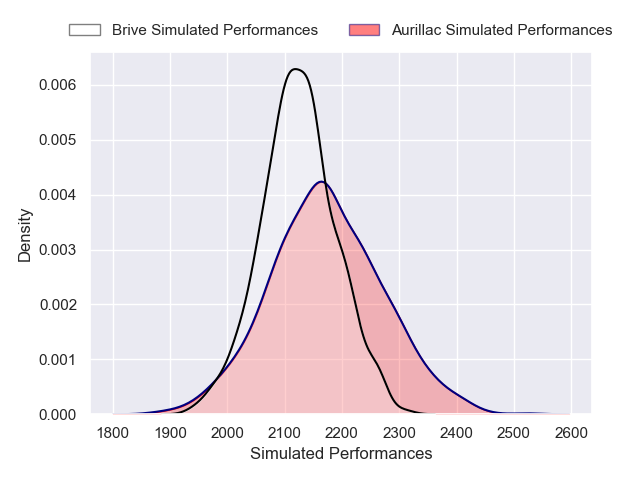 Brive Simulated Performances Aurillac Simulated Performances
0.006
0.005
0.004
0.003
0.002
0.001
0.000
Density
1800 1900 2000 2100 2200 2300 2400 2500 2600
Simulated Performances